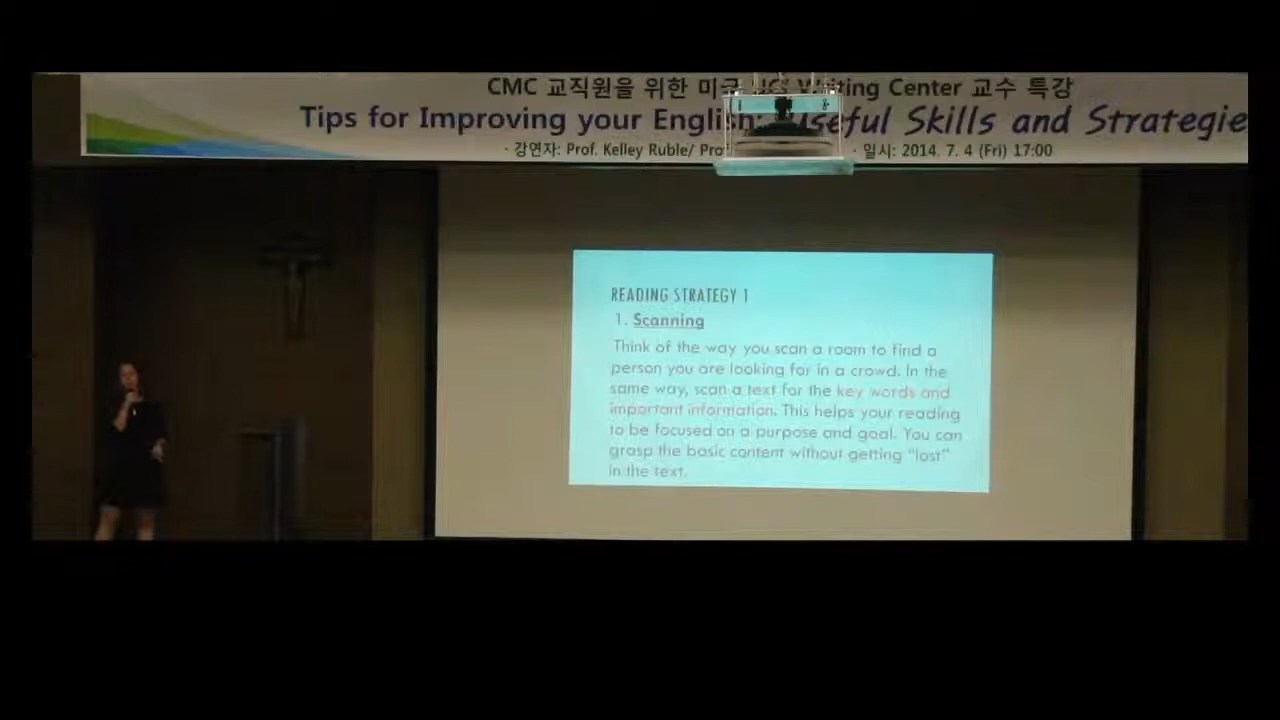 CMC 교직원을 위한 미국 UCI Writing Center 교수 특강
Tips for Improving your English: Useful Skills and Strategie
· 강연자: Prof. Kelley Ruble/ · 일시: 2014. 7. 4 (Fri) 17:00
READING STRATEGY 1
1. Scanning
Think of the way you scan a room to find a
person you are looking for in a crowd. In the
same way, scan a text for the key words and
important information. This helps your reading
to be focused on a purpose and goal. You can
grasp the basic content without getting "lost"
in the text.